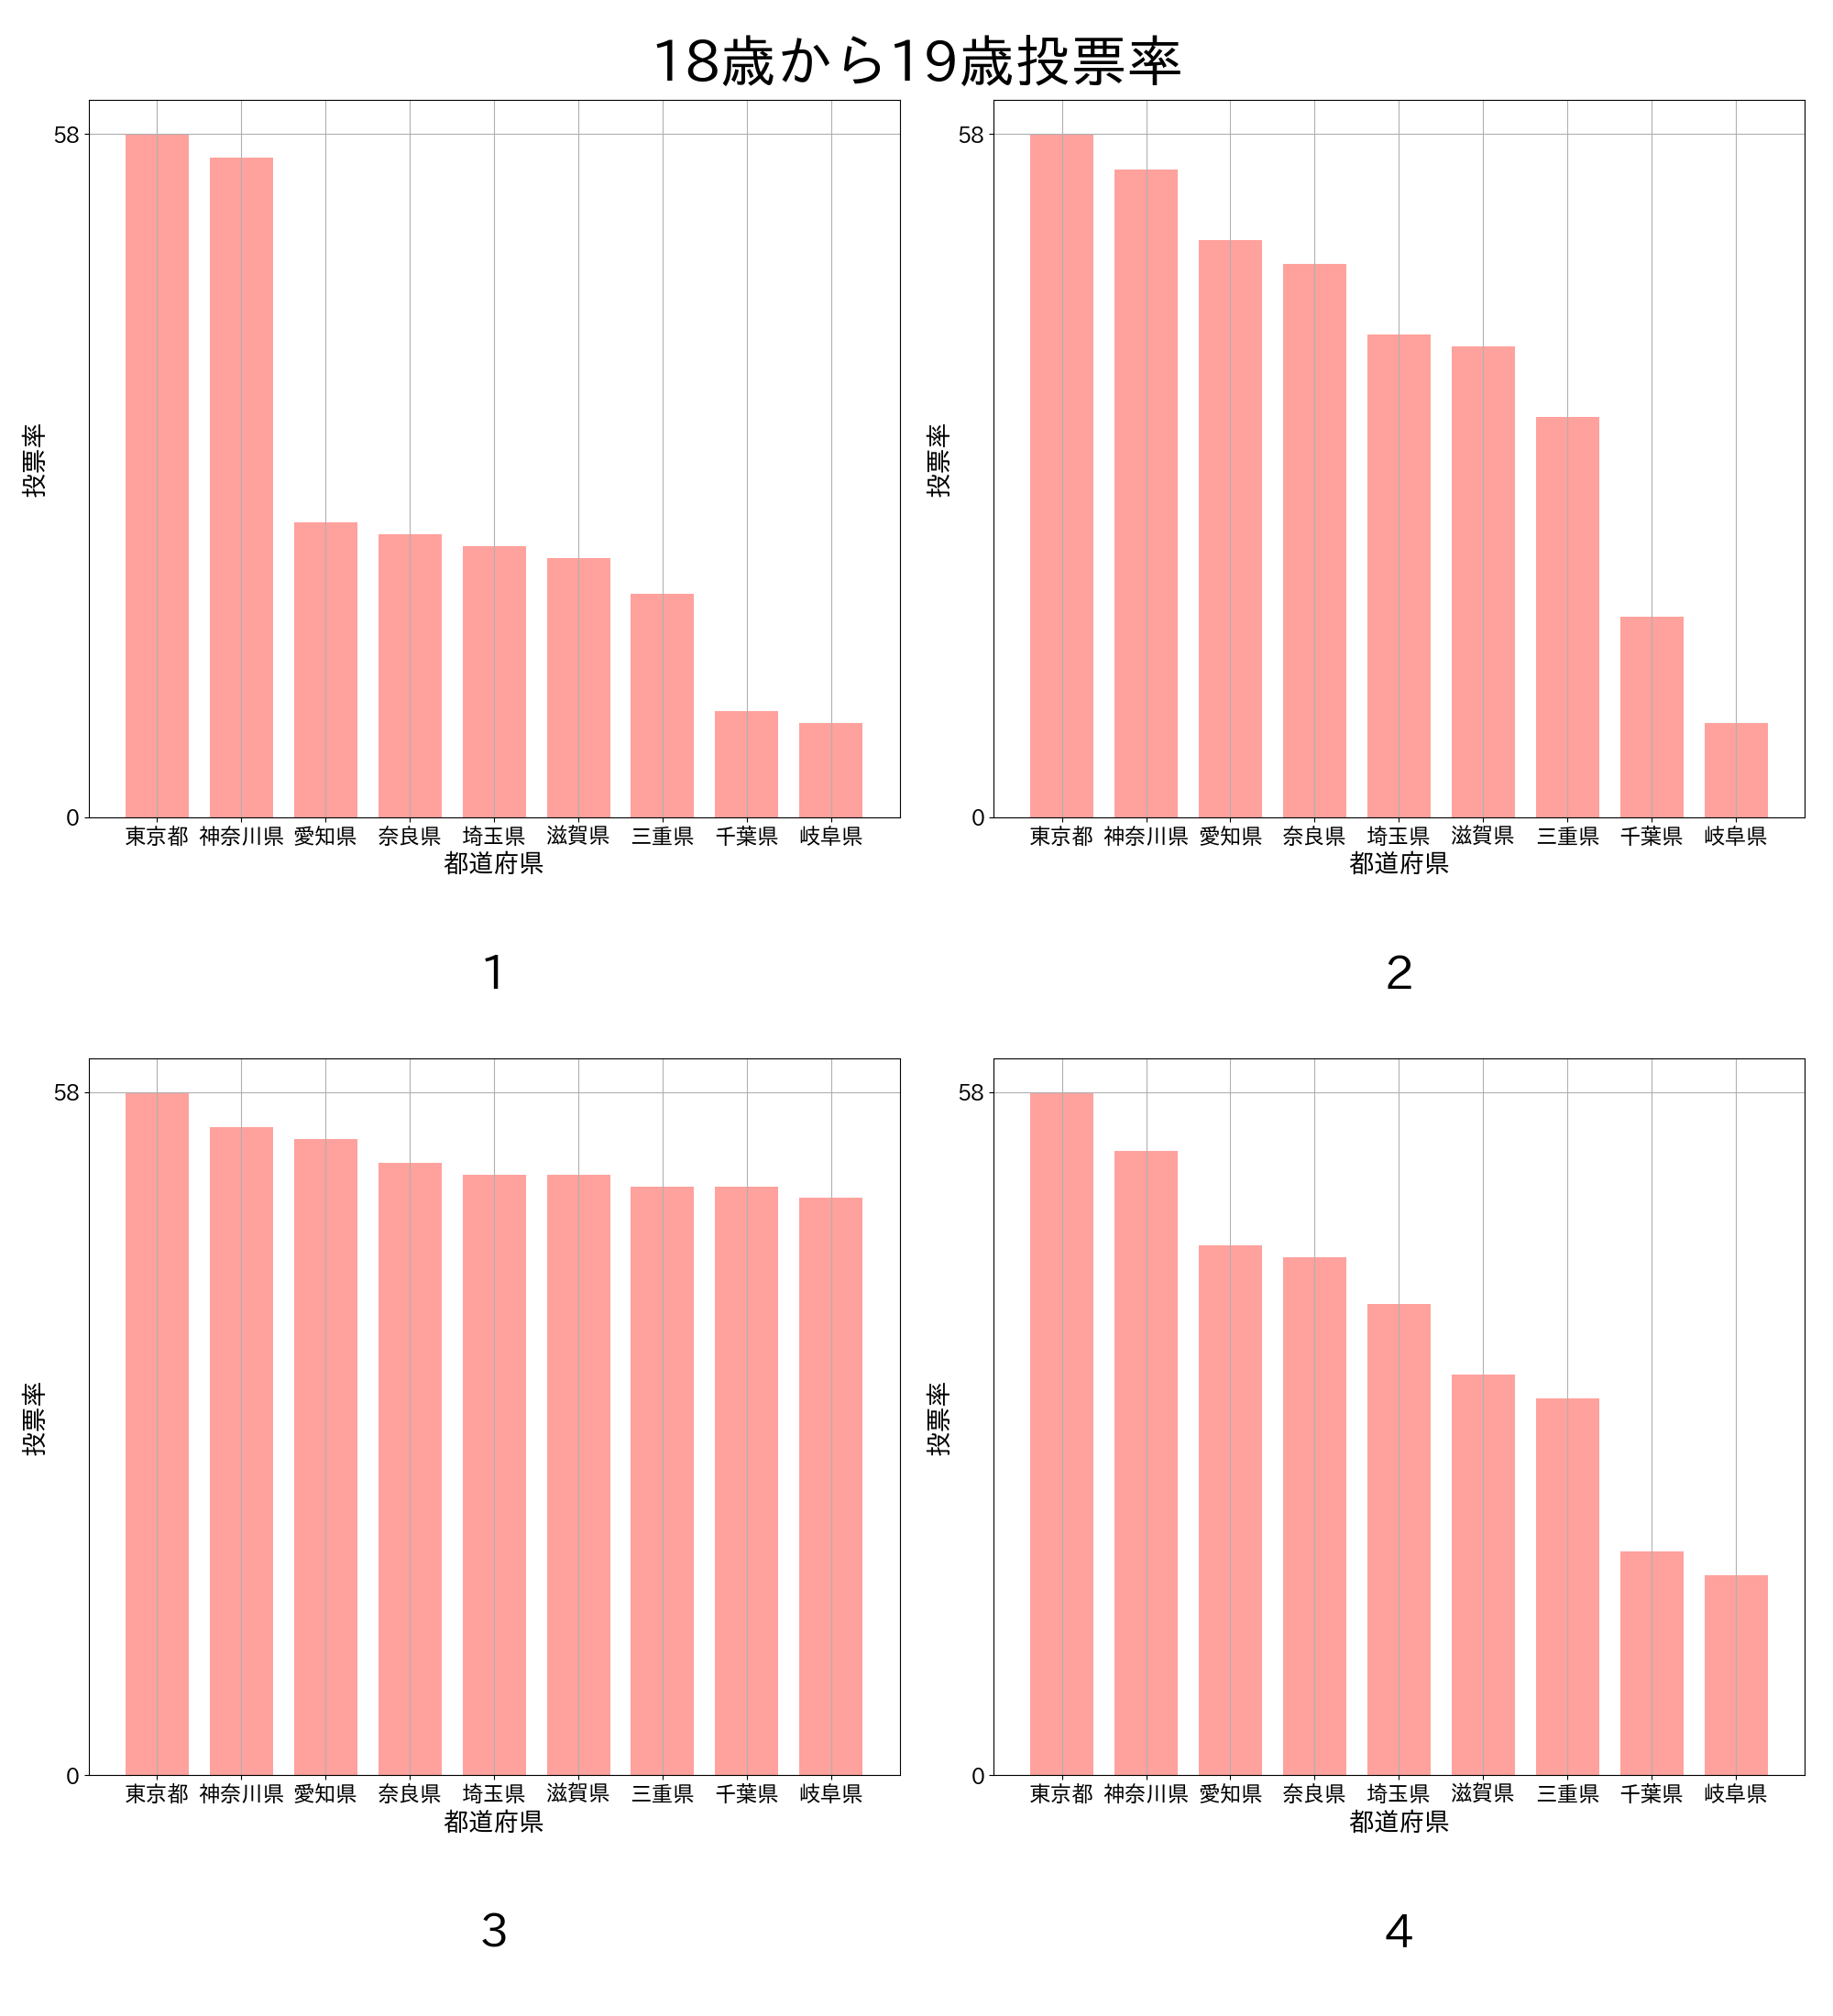 18歳から19歳投票率
58
0
投票率
東京都 神奈川県 愛知県 奈良県 埼玉県 滋賀県 三重県 千葉県 岐阜県
都道府県
1
58
0
投票率
東京都 神奈川県 愛知県 奈良県 埼玉県 滋賀県 三重県 千葉県 岐阜県
都道府県
2
58
0
投票率
東京都 神奈川県 愛知県 奈良県 埼玉県 滋賀県 三重県 千葉県 岐阜県
都道府県
3
58
0
投票率
東京都 神奈川県 愛知県 奈良県 埼玉県 滋賀県 三重県 千葉県 岐阜県
都道府県
4